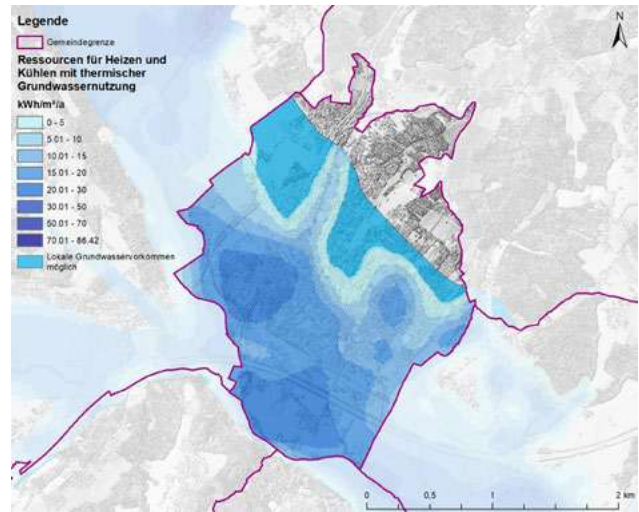 Legende
Gemeindegrenze
Ressourcen für Heizen und
Kühlen mit thermischer
Grundwassernutzung
kWh/m²/a
0 - 5
5.01 - 10
10.01 - 15
15.01 - 20
20.01 - 30
30.01 - 50
50.01 - 70
70.01 - 86.42
Lokale Grundwasservorkommen
möglich
N
0 0,5 1 2 km